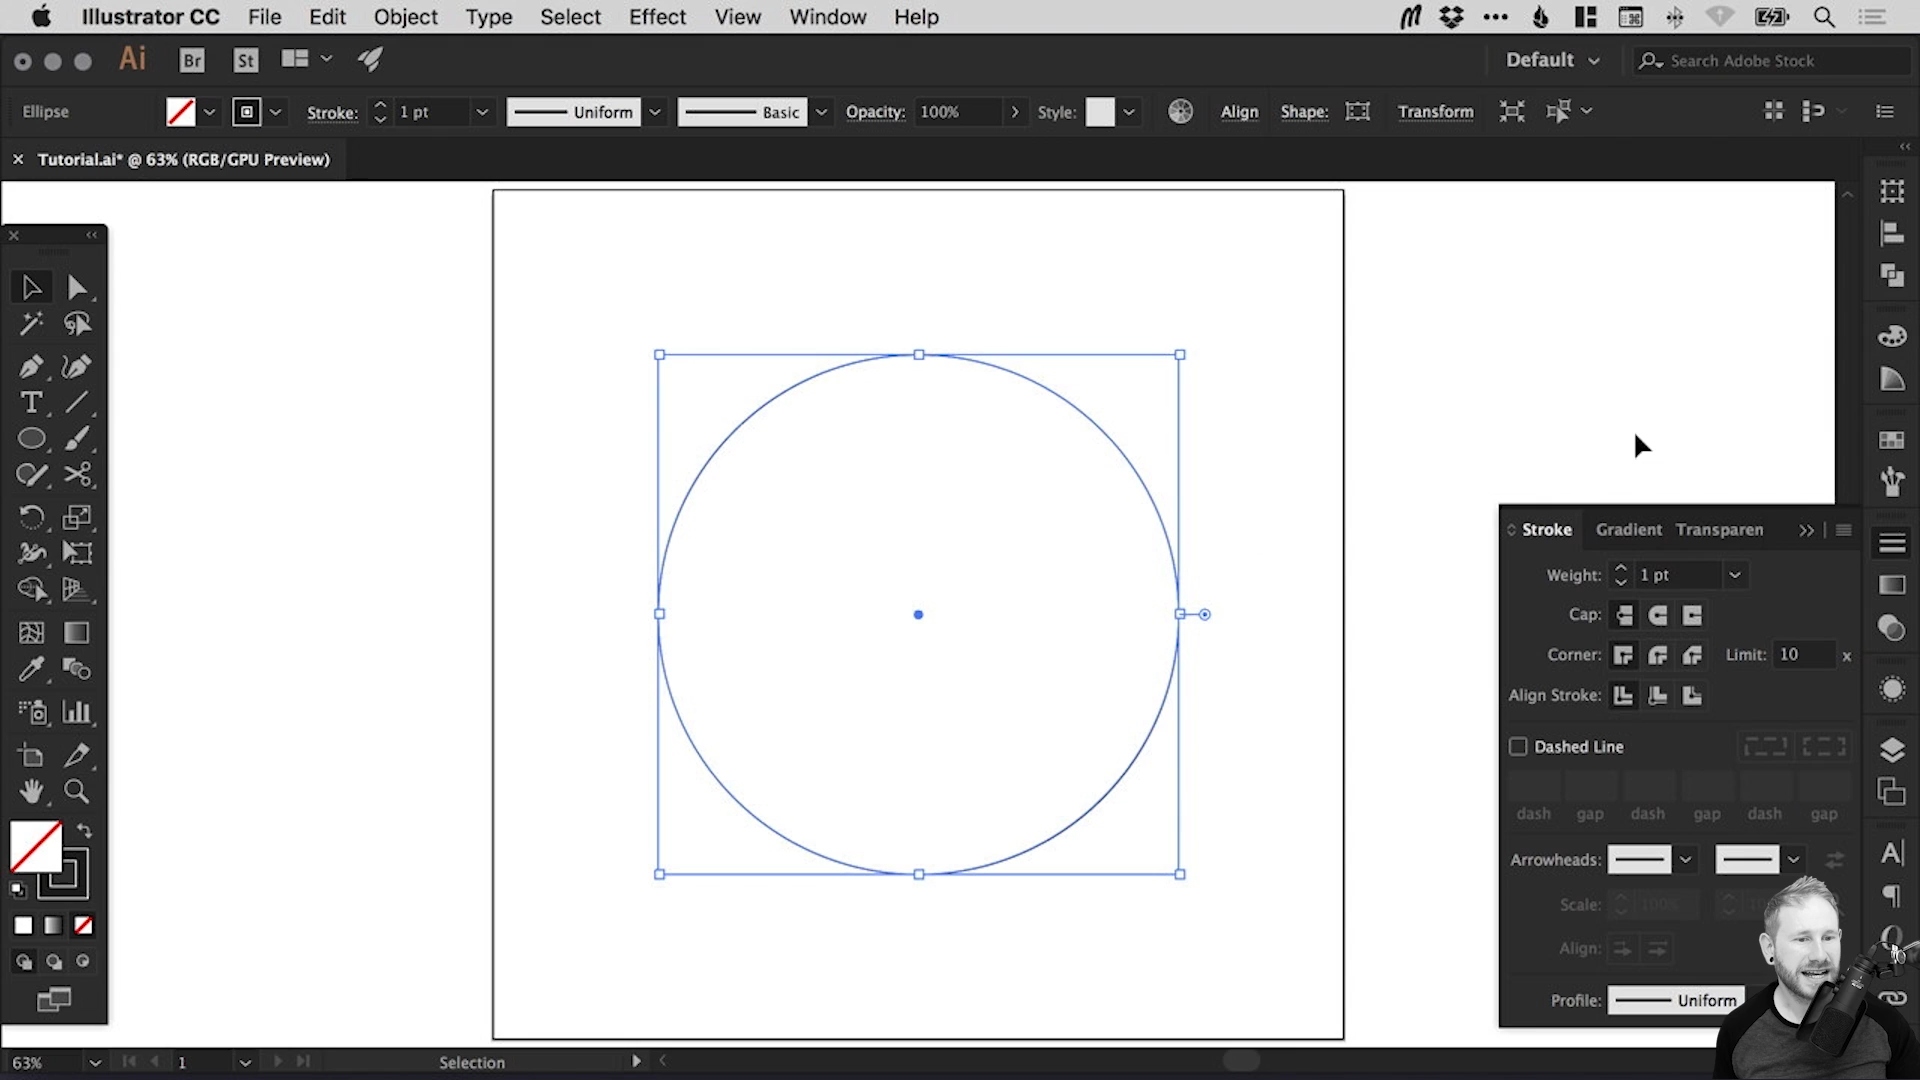 Illustrator CC File Edit Object Type Select Effect View Window Help
Ai Br St Default Search Adobe Stock
Ellipse Stroke: 1 pt Uniform Basic Opacity: 100% Style: Align Shape: Transform
× Tutorial.ai* @ 63% (RGB/GPU Preview)
Stroke Gradient Transparen
Weight: 1 pt
Cap:
Corner: Limit: 10 x
Align Stroke:
Dashed Line
dash gap dash gap dash gap
Arrowheads:
Scale: 100%
Align:
Profile: Uniform
63% 1 Selection